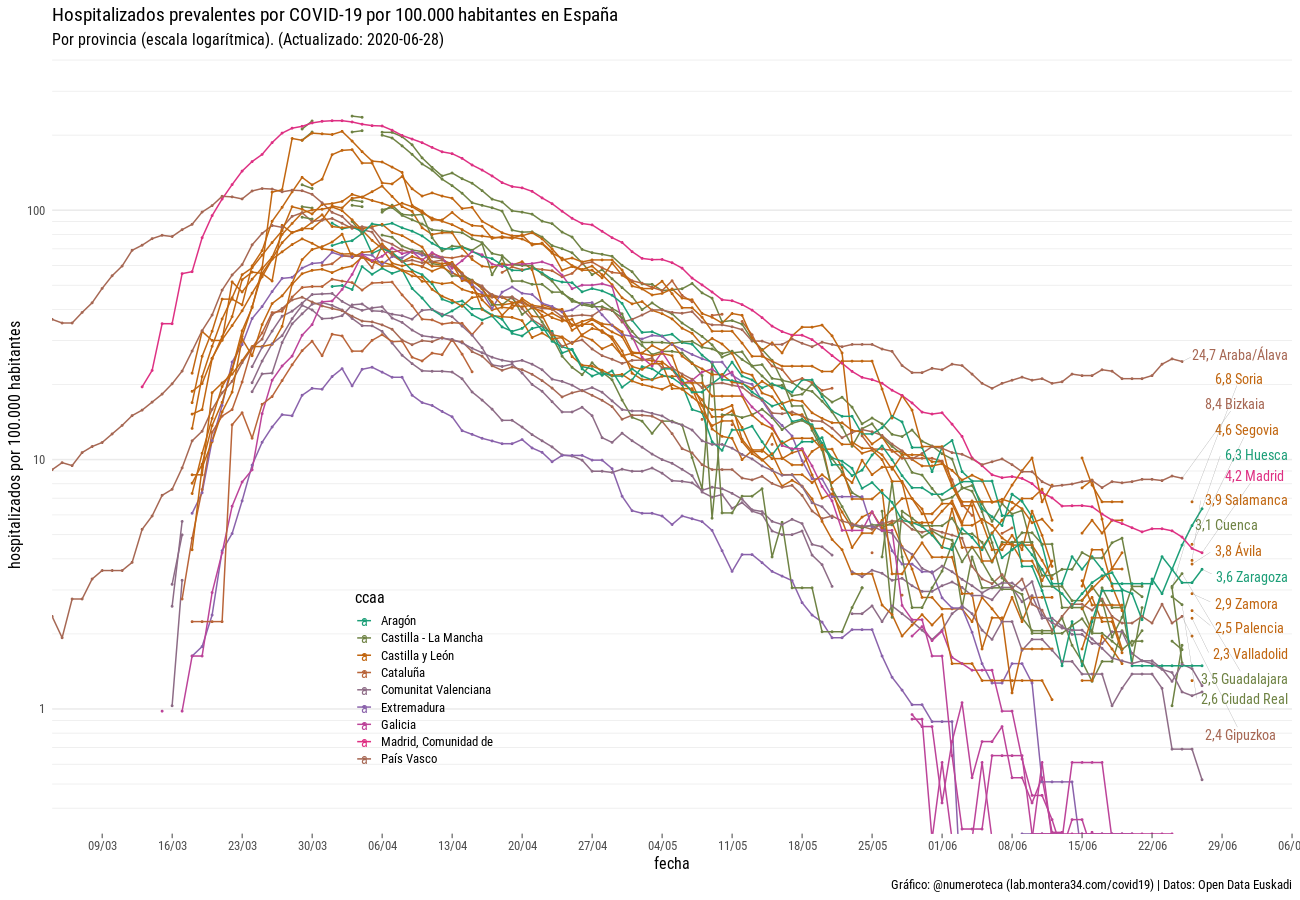 Hospitalizados prevalentes por COVID-19 por 100.000 habitantes en España
Por provincia (escala logarítmica). (Actualizado: 2020-06-28)
hospitalizados por 100.000 habitantes
100
10
1
24,7 Araba/Álava
6,8 Soria
8,4 Bizkaia
4,6 Segovia
6,3 Huesca
4,2 Madrid
3,9 Salamanca
3,1 Cuenca
3,8 Ávila
3,6 Zaragoza
2,9 Zamora
2,5 Palencia
2,3 Valladolid
3,5 Guadalajara
2,6 Ciudad Real
2,4 Gipuzkoa
ccaa
Aragón
Castilla - La Mancha
Castilla y León
Cataluña
Comunitat Valenciana
Extremadura
Galicia
Madrid, Comunidad de
País Vasco
09/03 16/03 23/03 30/03 06/04 13/04 20/04 27/04 04/05 11/05 18/05 25/05 01/06 08/06 15/06 22/06 29/06 06/0
fecha
Gráfico: @numeroteca (lab.montera34.com/covid19) | Datos: Open Data Euskadi